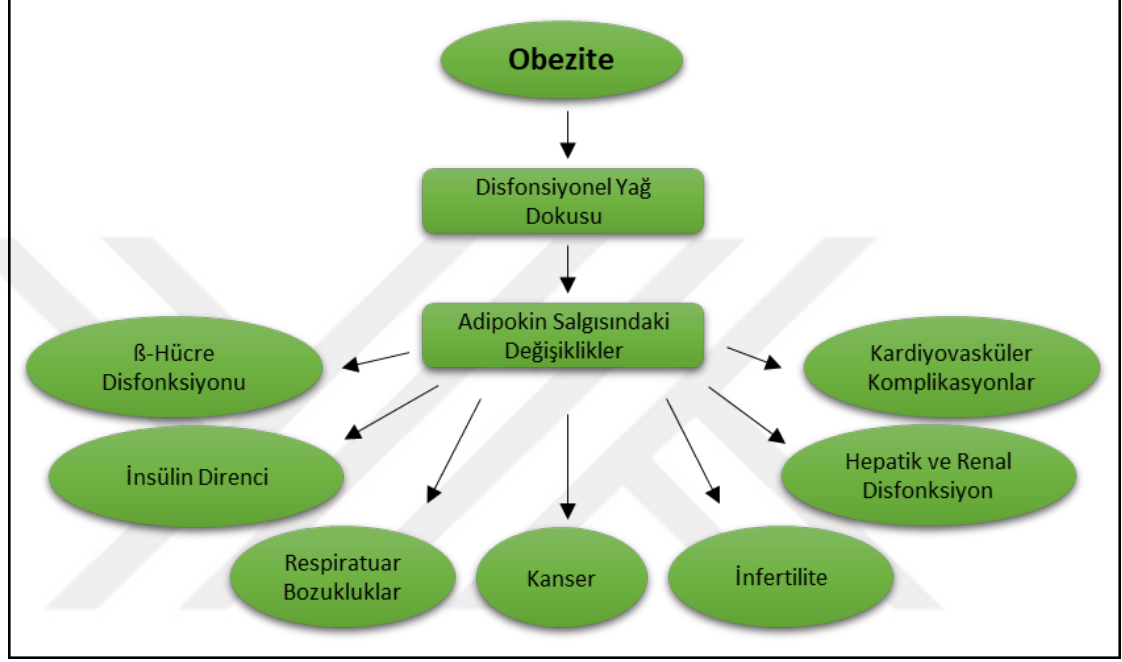 Obezite
Disfonsiyonel Yağ
Dokusu
Adipokin Salgısındaki
Değişiklikler
ß-Hücre
Disfonksiyonu
Kardiyovasküler
Komplikasyonlar
İnsülin Direnci
Hepatik ve Renal
Disfonksiyon
Respiratuar
Bozukluklar
Kanser
İnfertilite